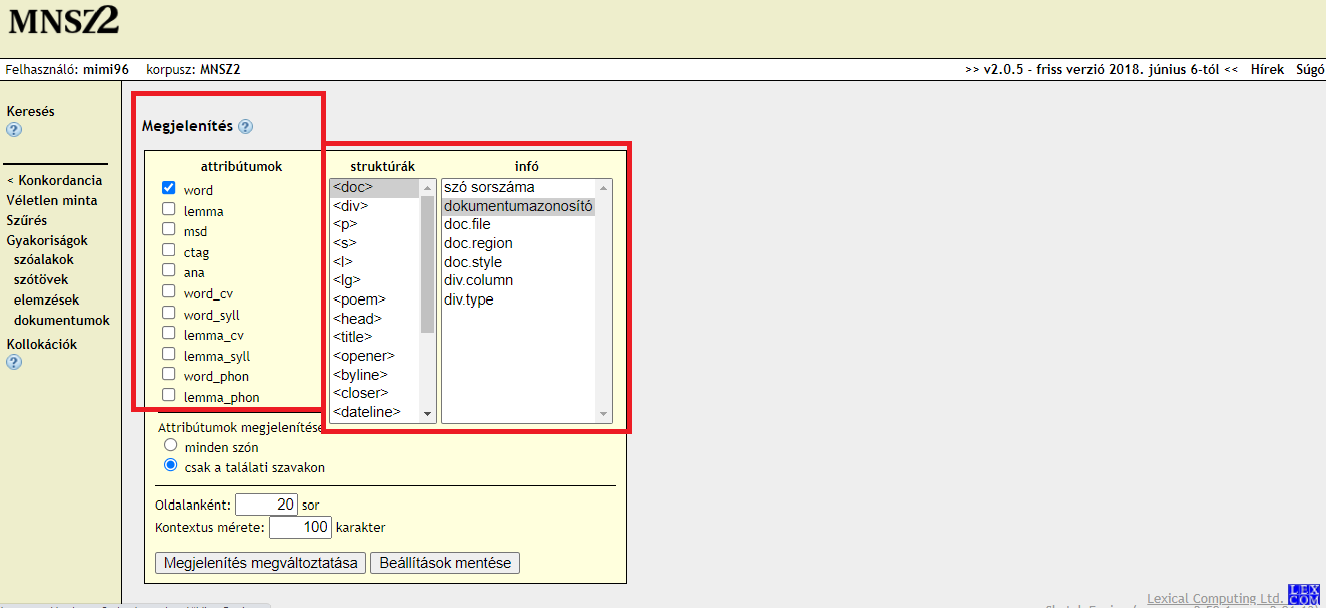 MNSZ2
Felhasználó: mimi96 korpusz: MNSZ2 >> v2.0.5 - friss verzió 2018. június 6-tól << Hírek Súgó
Keresés
?
< Konkordancia
Véletlen minta
Szűrés
Gyakoriságok
szóalakok
szótövek
elemzések
dokumentumok
Kollokációk
?
Megjelenítés ?
attribútumok
word
lemma
msd
ctag
ana
word_cv
word_syll
lemma_cv
lemma_syll
word_phon
lemma_phon
struktúrák
<doc>
<div>
<p>
<s>
<l>
<lg>
<poem>
<head>
<title>
<opener>
<byline>
<closer>
<dateline>
infó
szó sorszáma
dokumentumazonosító
doc.file
doc.region
doc.style
div.column
div.type
Attribútumok megjelenítése
minden szón
csak a találati szavakon
Oldalanként: 20 sor
Kontextus mérete: 100 karakter
Megjelenítés megváltoztatása Beállítások mentése
Lexical Computing Ltd.
LEX
COM